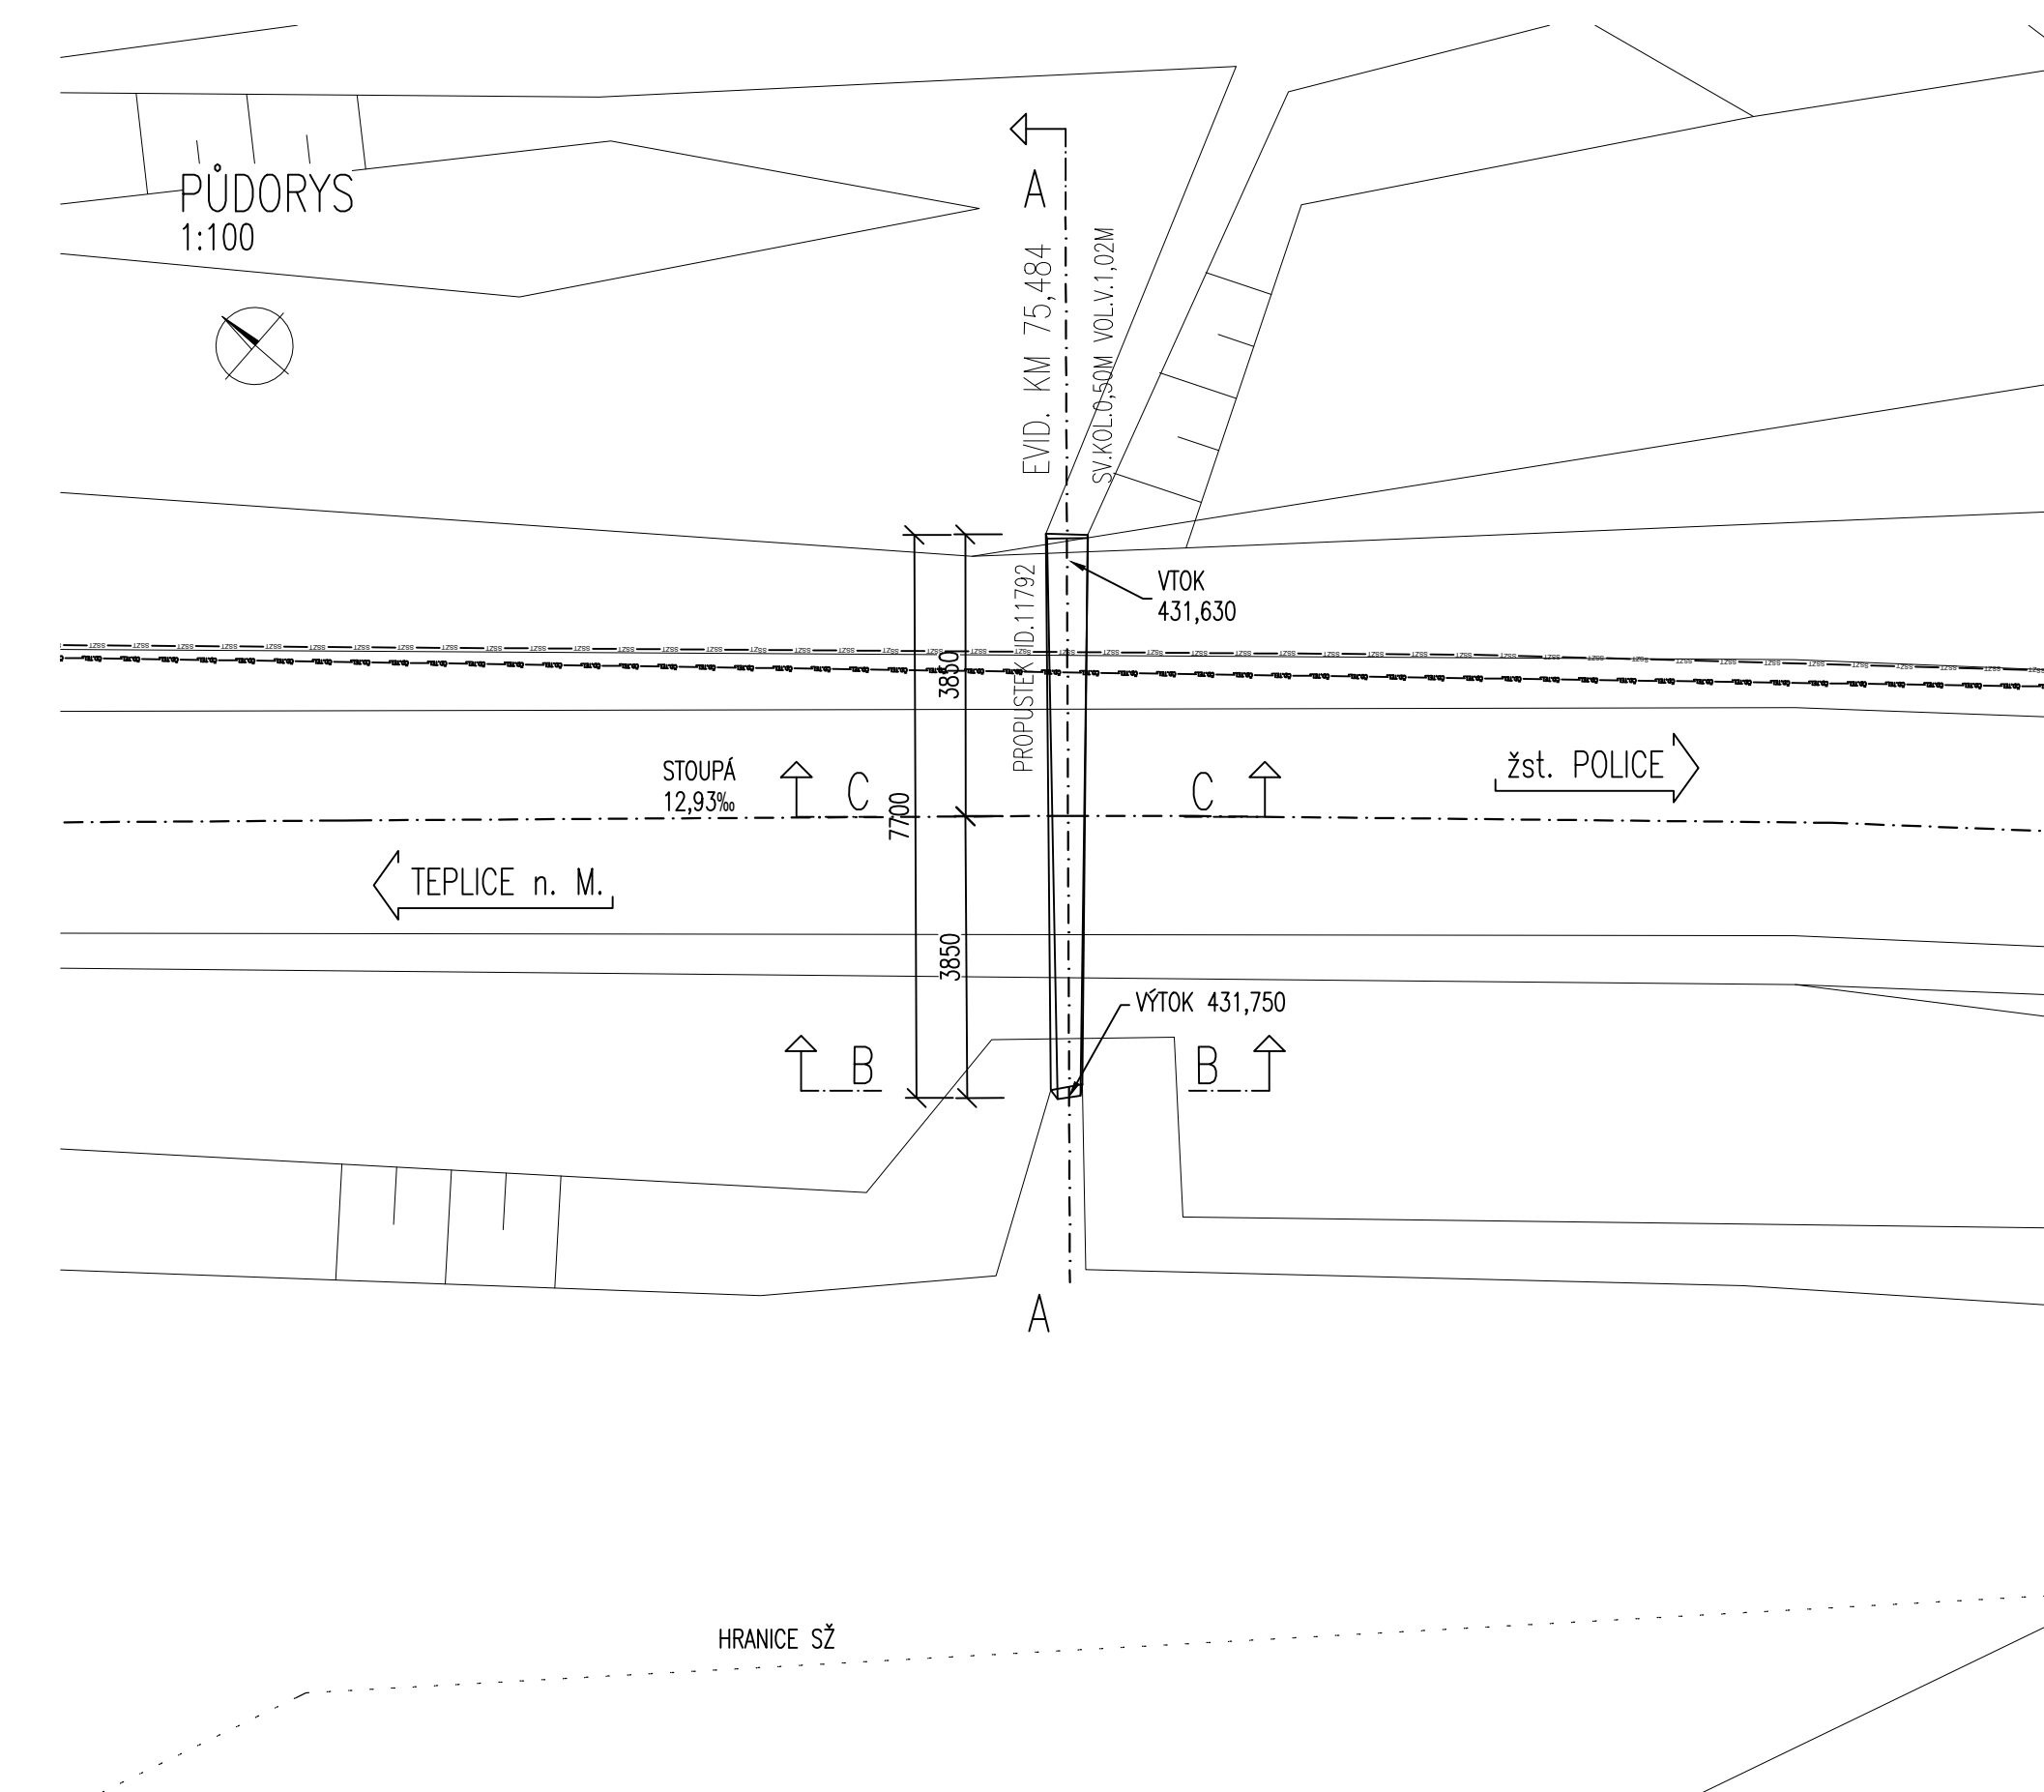 PŮDORYS
1:100
A
EVID. KM 75,484
SV.KOL.0,50M VOL.V.1,02M
PROPUSTEK ID.11792
VTOK
431,630
3850
7700
3850
STOUPÁ
12,93‰
C
C
žst. POLICE
TEPLICE n. M.
VÝTOK 431,750
B
B
A
HRANICE SŽ